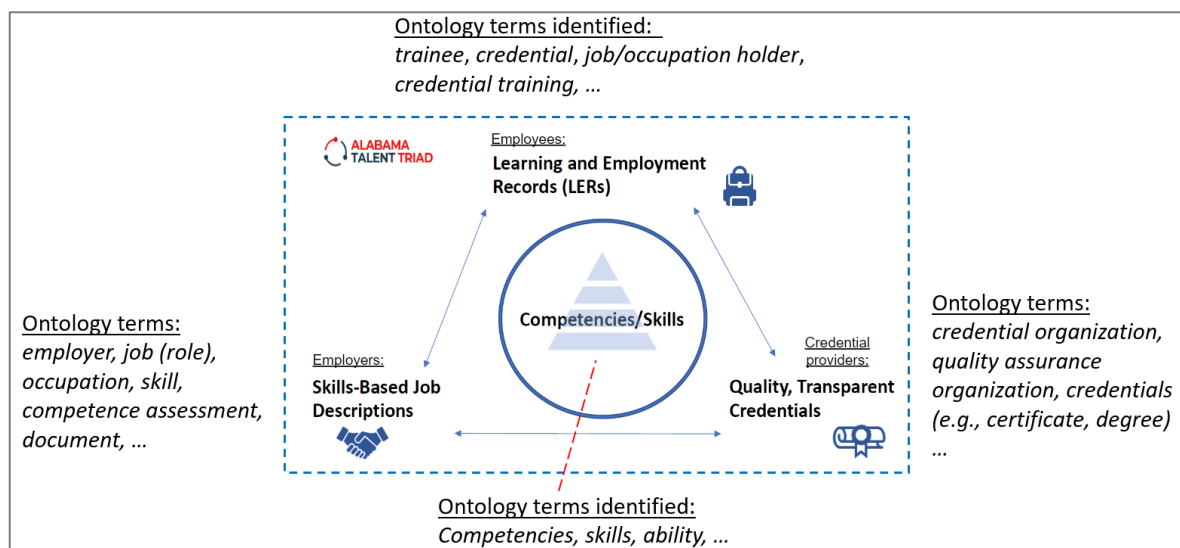 Ontology terms identified:
trainee, credential, job/occupation holder,
credential training, …
ALABAMA
TALENT TRIAD
Employees:
Learning and Employment
Records (LERs)
Competencies/Skills
Ontology terms:
employer, job (role),
occupation, skill,
competence assessment,
document, …
Employers:
Skills-Based Job
Descriptions
Credential
providers:
Quality, Transparent
Credentials
Ontology terms:
credential organization,
quality assurance
organization, credentials
(e.g., certificate, degree)
…
Ontology terms identified:
Competencies, skills, ability, …